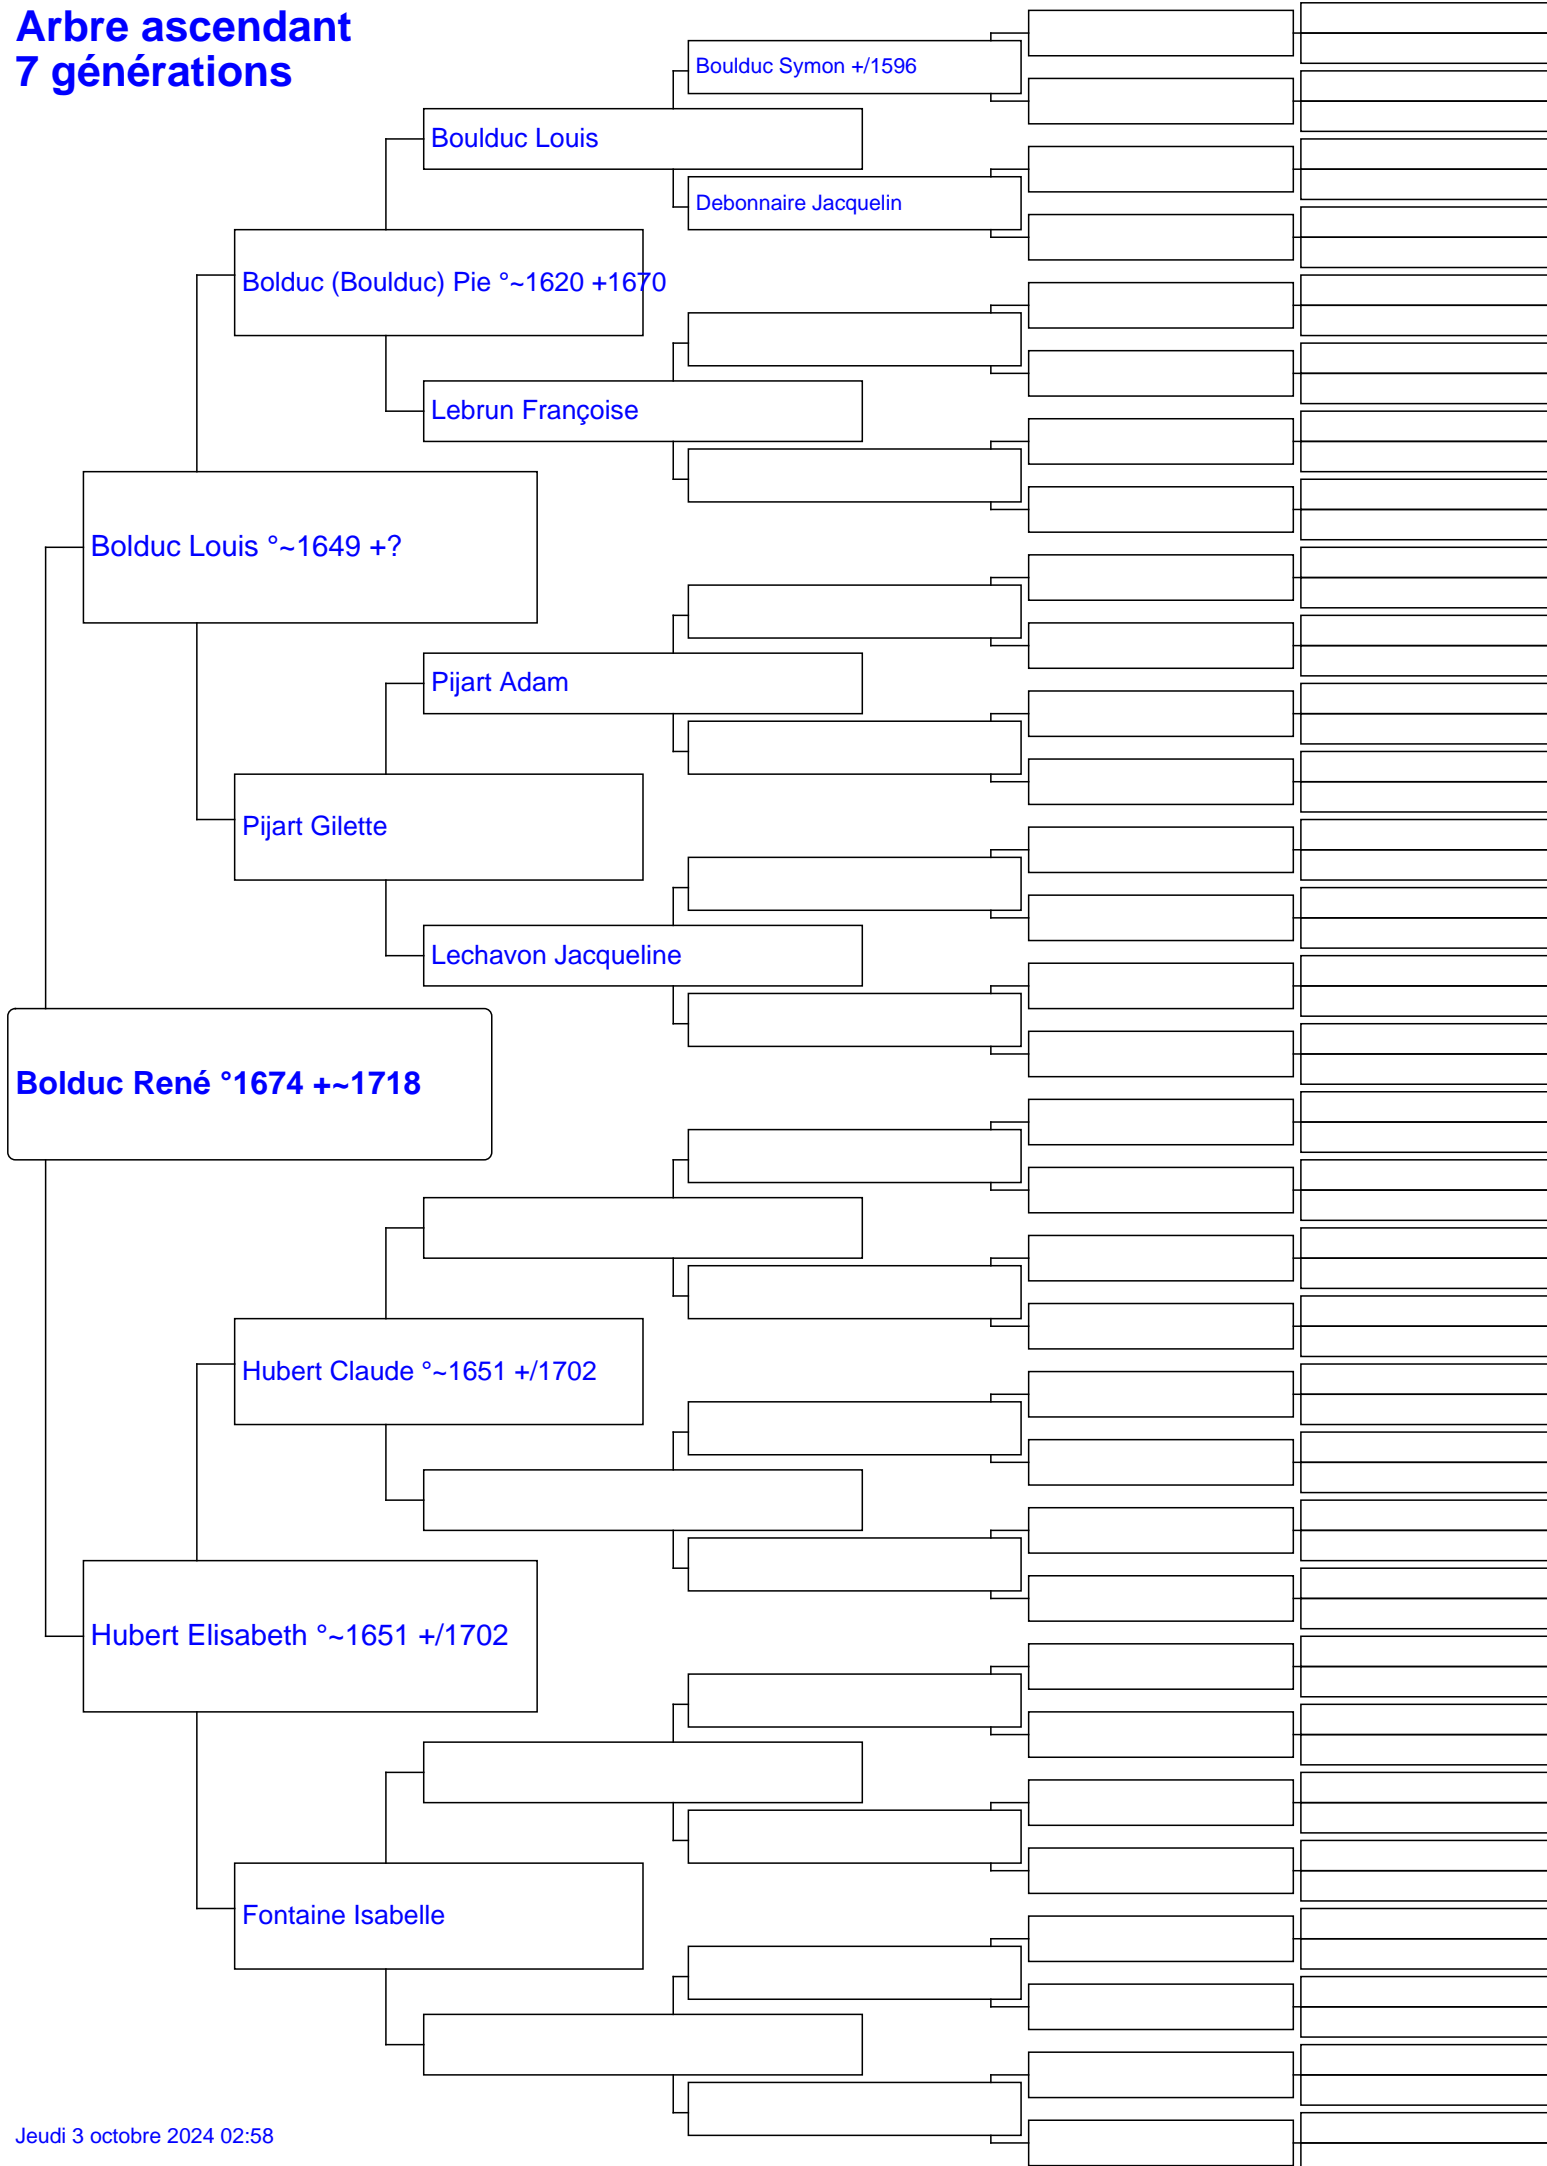 Arbre ascendant
7 générations
Boulduc Symon +/1596
Boulduc Louis
Debonnaire Jacquelin
Bolduc (Boulduc) Pie °~1620 +1670
Lebrun Françoise
Bolduc Louis °~1649 +?
Pijart Adam
Pijart Gilette
Lechavon Jacqueline
Bolduc René °1674 +~1718
Hubert Claude °~1651 +/1702
Hubert Elisabeth °~1651 +/1702
Fontaine Isabelle
Jeudi 3 octobre 2024 02:58